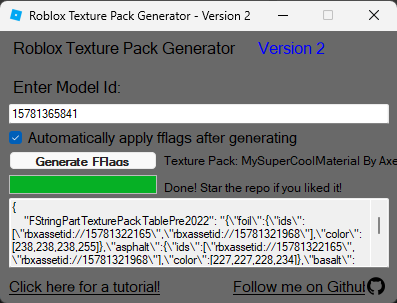 Roblox Texture Pack Generator - Version 2
Roblox Texture Pack Generator Version 2
Enter Model Id:
15781365841
Automatically apply fflags after generating
Generate FFlags Texture Pack: MySuperCoolMaterial By Axe
Done! Star the repo if you liked it!
{
"FStringPartTexturePackTablePre2022": "{\"foil\":{\"ids\":
[\"rbxassetid://15781322165\",\"rbxassetid://15781321968\"],\"color\":
[238,238,238,255]},\"asphalt\":{\"ids\":[\"rbxassetid://15781322165\",
\"rbxassetid://15781321968\"],\"color\":[227,227,228,234]},\"basalt\":
Click here for a tutorial! Follow me on Github!